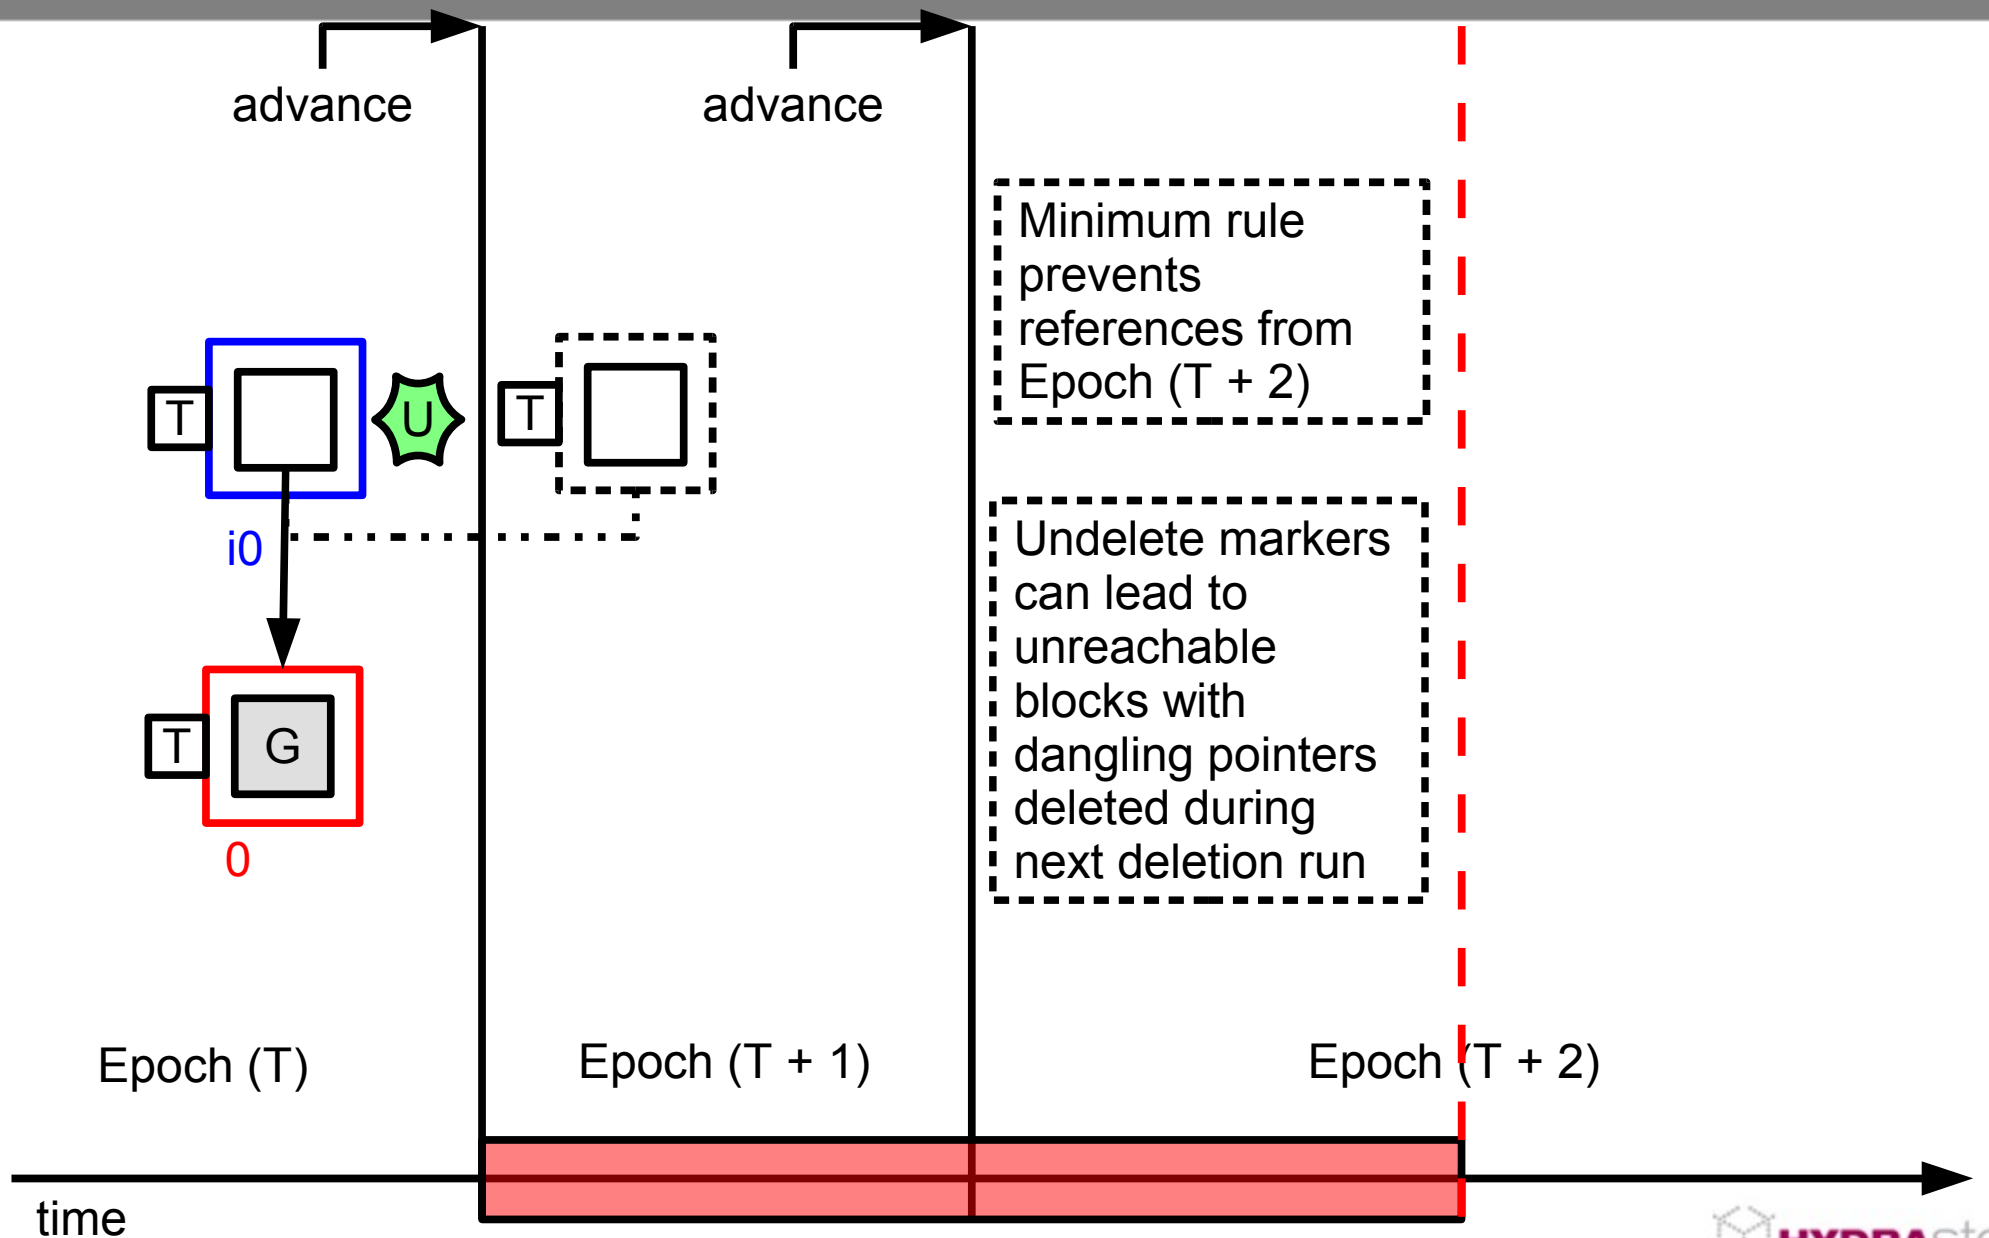 advance
advance
Minimum rule
prevents
references from
Epoch (T + 2)
T
U
T
i0
Undelete markers
can lead to
unreachable
blocks with
dangling pointers
deleted during
next deletion run
T
G
0
Epoch (T)
Epoch (T + 1)
Epoch (T + 2)
time